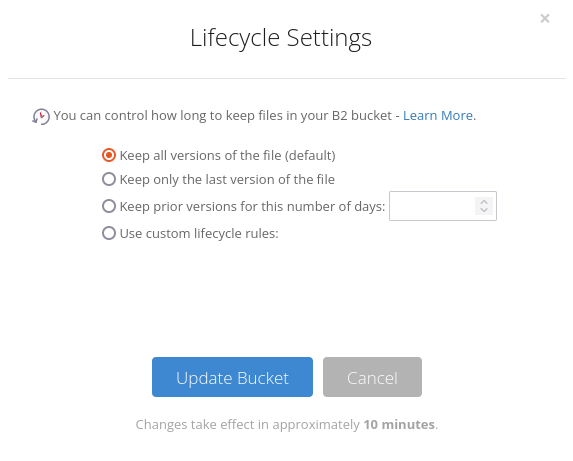 ×
Lifecycle Settings
You can control how long to keep files in your B2 bucket - Learn More.
Keep all versions of the file (default)
Keep only the last version of the file
Keep prior versions for this number of days:
Use custom lifecycle rules:
Update Bucket Cancel
Changes take effect in approximately 10 minutes.